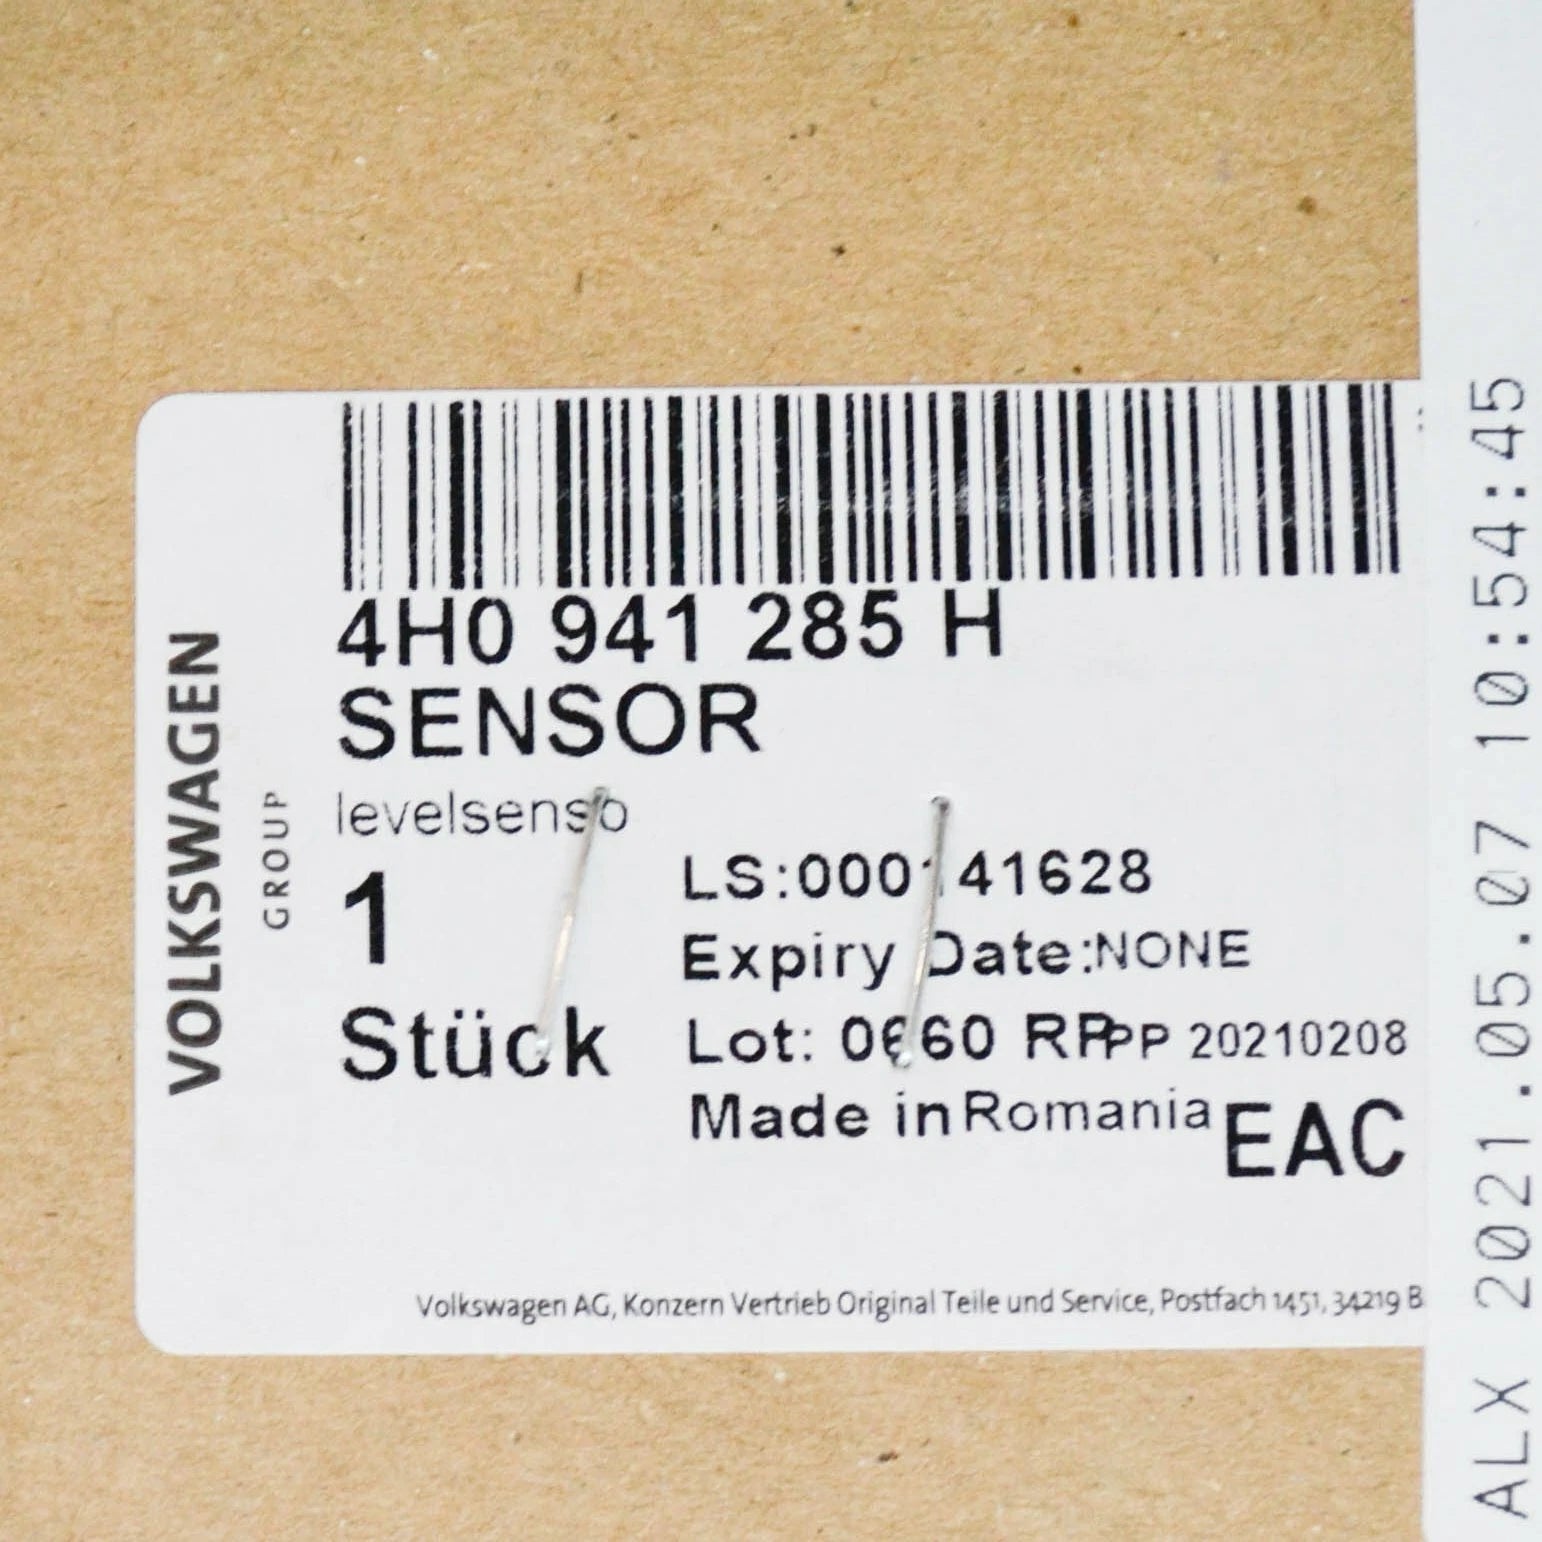 VOLKSWAGEN
GROUP
4H0 941 285 H
SENSOR
levelsenso
1
Stück
LS:000141628
Expiry Date:NONE
Lot: 0660 RP PP 20210208
Made in Romania
EAC
Volkswagen AG, Konzern Vertrieb Original Teile und Service, Postfach 1451, 34219 B
ALX 2021.05.07 10:54:45